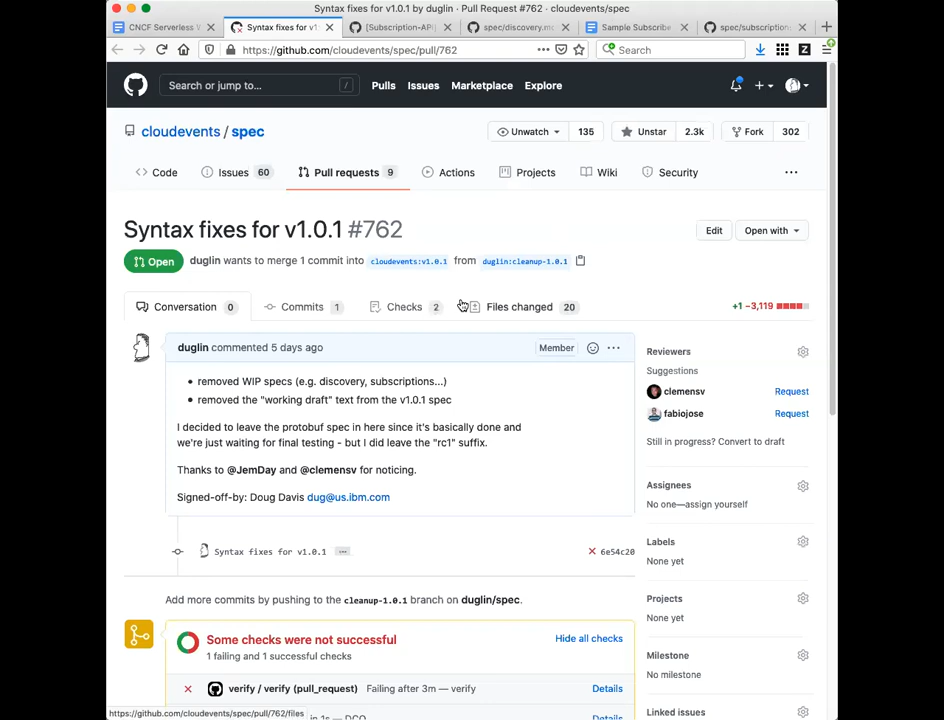 Syntax fixes for v1.0.1 by duglin · Pull Request #762 · cloudevents/spec
CNCF Serverless W
Syntax fixes for v1.0.1
[Subscription-API]
spec/discovery.md
Sample Subscribe
spec/subscription
https://github.com/cloudevents/spec/pull/762
Search
Search or jump to...
/
Pulls
Issues
Marketplace
Explore
cloudevents / spec
Unwatch
135
Unstar
2.3k
Fork
302
Code
Issues 60
Pull requests 9
Actions
Projects
Wiki
Security
Syntax fixes for v1.0.1 #762
Edit
Open with
Open
duglin wants to merge 1 commit into cloudevents:v1.0.1 from duglin:cleanup-1.0.1
Conversation 0
Commits 1
Checks 2
Files changed 20
+1 −3,119
duglin commented 5 days ago
Member
• removed WIP specs (e.g. discovery, subscriptions...)
• removed the "working draft" text from the v1.0.1 spec
I decided to leave the protobuf spec in here since it's basically done and
we're just waiting for final testing - but I did leave the "rc1" suffix.
Thanks to @JemDay and @clemensv for noticing.
Signed-off-by: Doug Davis dug@us.ibm.com
Syntax fixes for v1.0.1
6e54c20
Add more commits by pushing to the cleanup-1.0.1 branch on duglin/spec.
Some checks were not successful
1 failing and 1 successful checks
Hide all checks
verify / verify (pull_request) Failing after 3m — verify
Details
in 1s — DCO
Details
Reviewers
Suggestions
clemensv
Request
fabiojose
Request
Still in progress? Convert to draft
Assignees
No one—assign yourself
Labels
None yet
Projects
None yet
Milestone
No milestone
Linked issues
https://github.com/cloudevents/spec/pull/762/files